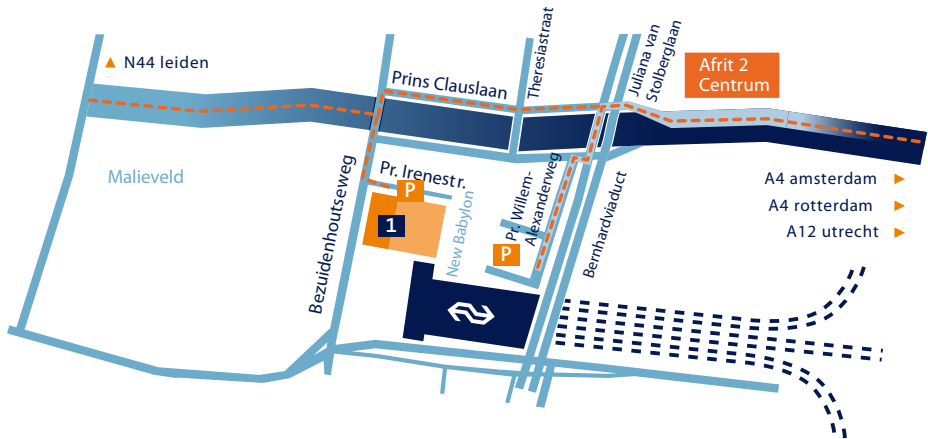 N44 leiden
Prins Clauslaan
Theresiastraat
Juliana van
Stolberglaan
Afrit 2
Centrum
Malieveld
Pr. Irenestr.
P
1
Bezuidenhoutseweg
New Babylon
Pr. Willem-
Alexanderweg
P
Bernhardviaduct
A4 amsterdam
A4 rotterdam
A12 utrecht